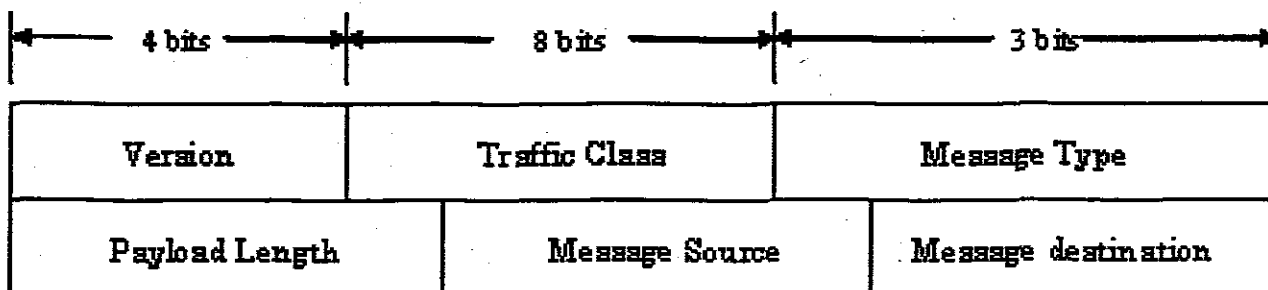 4 bits 8 bits 3 bits
Version Traffic Class Message Type
Payload Length Message Source Message destination